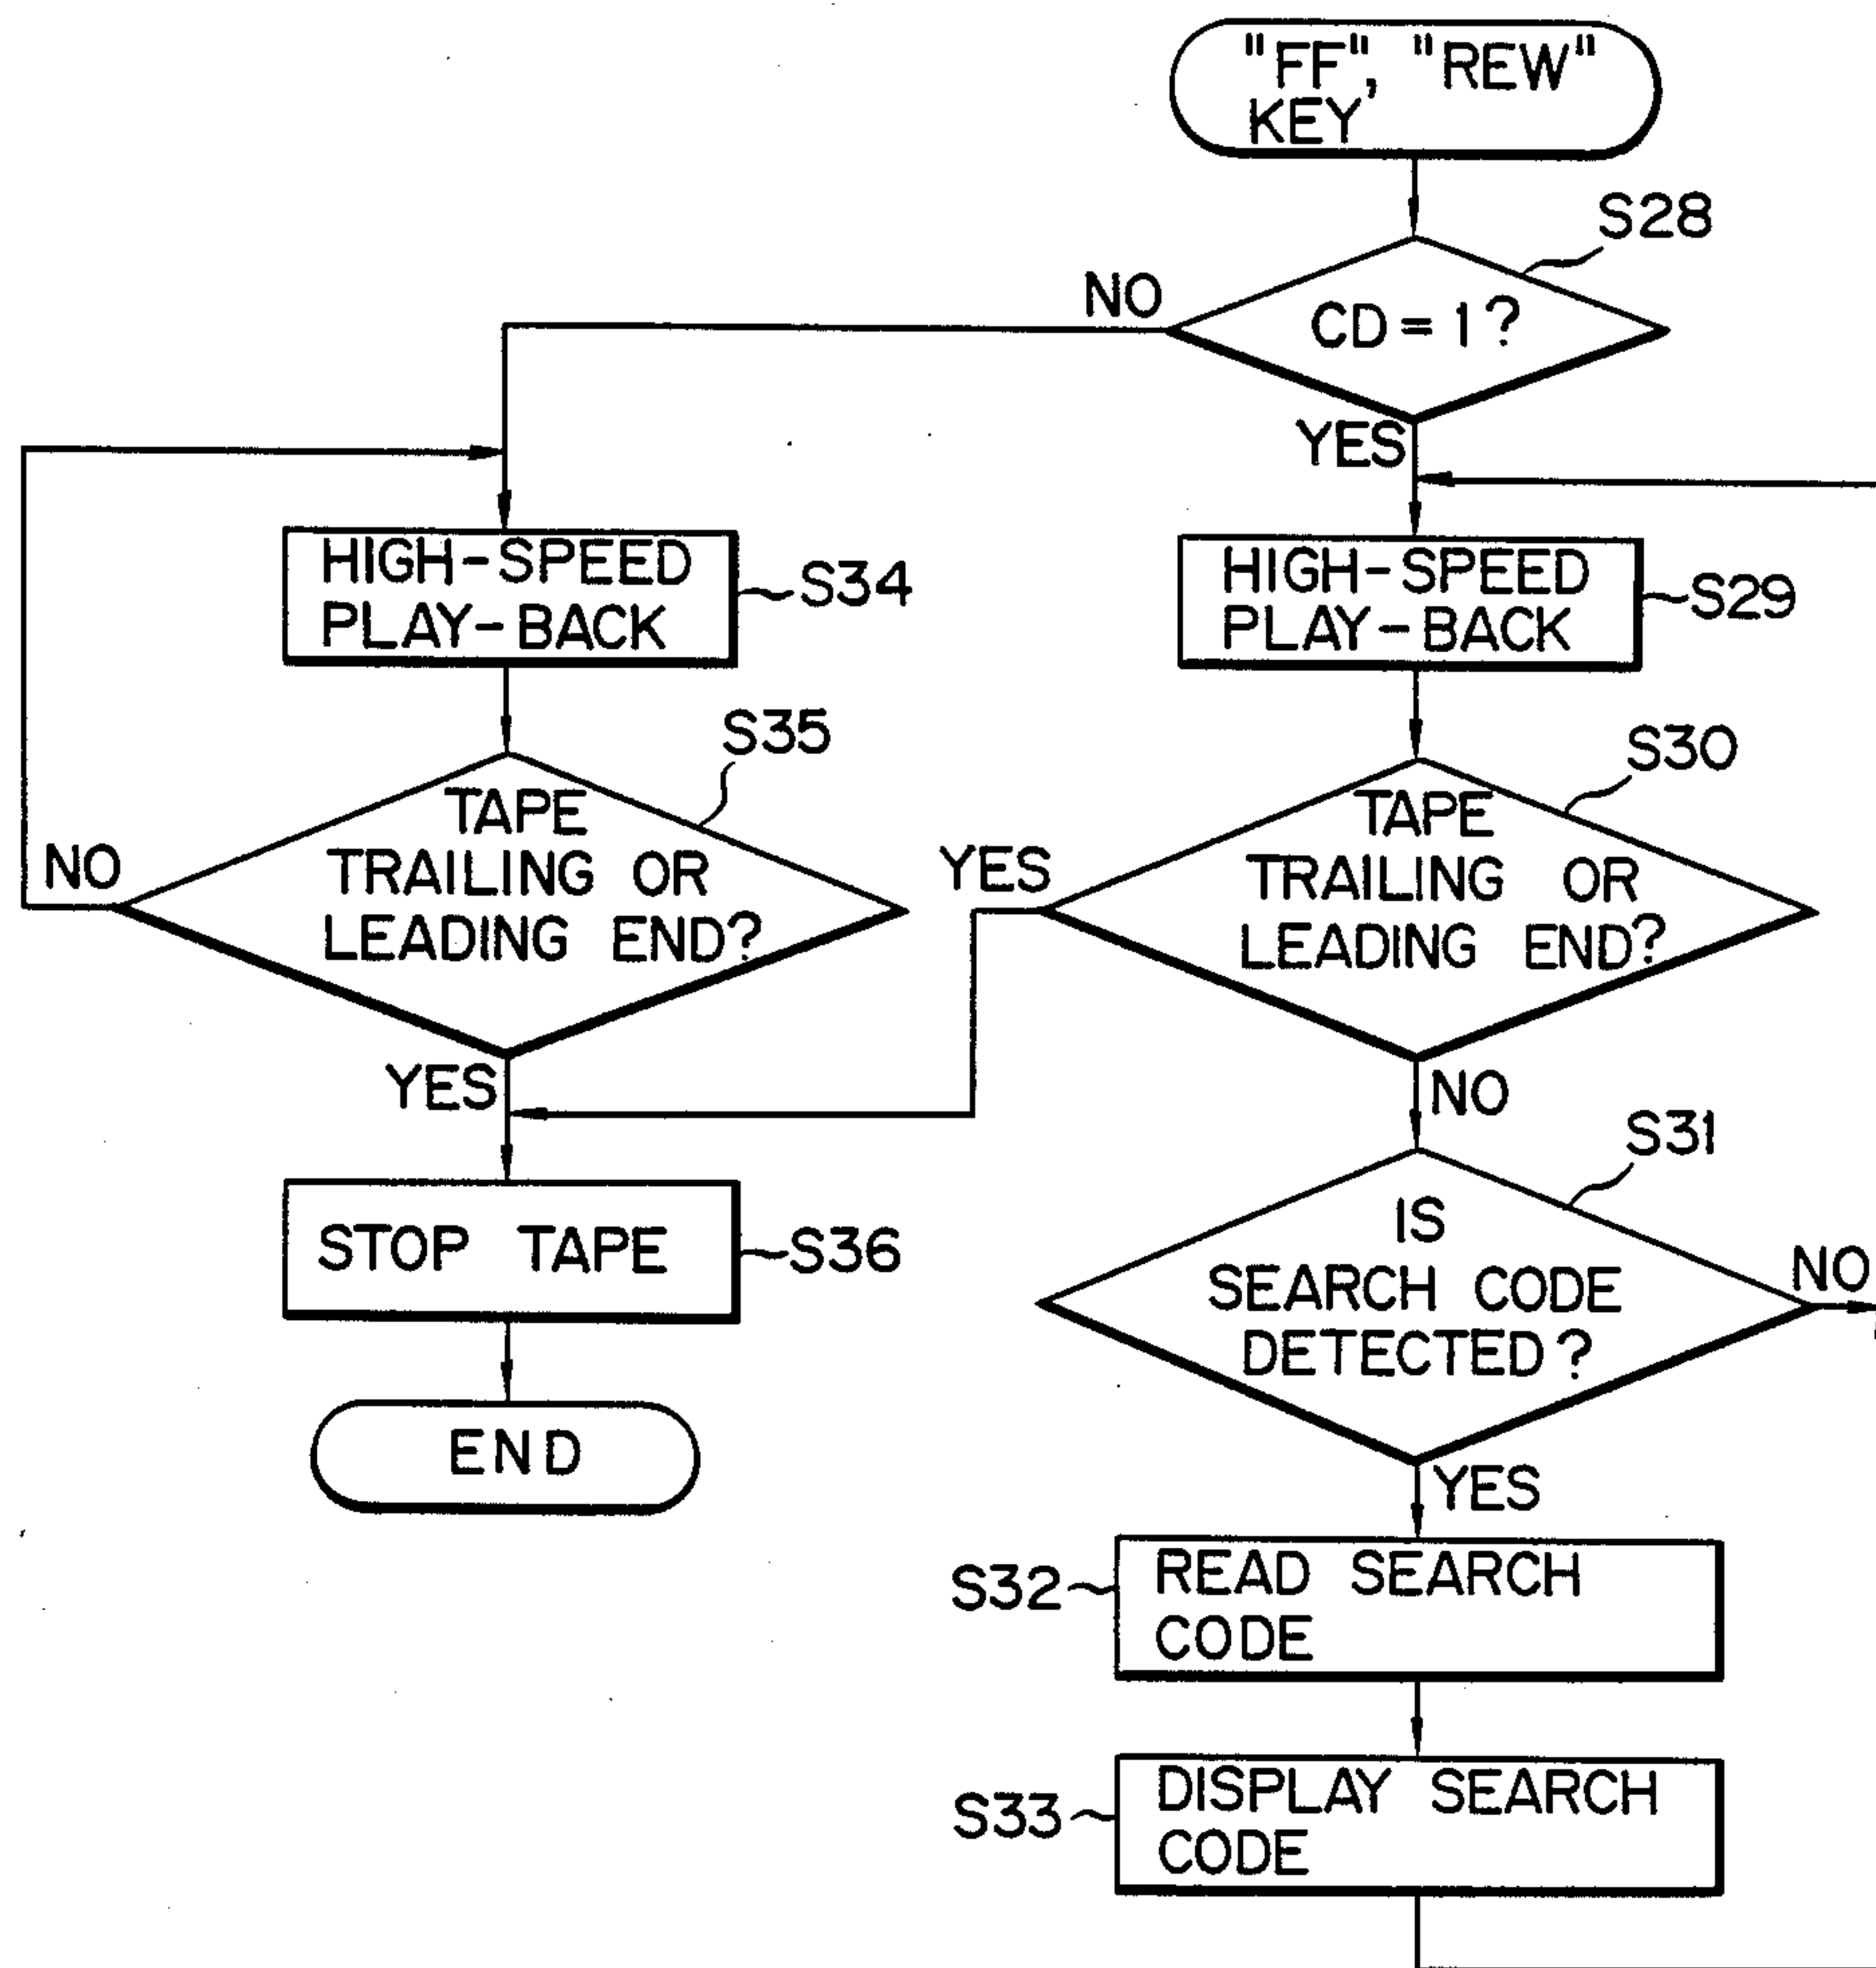 "FF", "REW"
KEY
S28
NO
CD = 1 ?
YES
HIGH-SPEED
PLAY-BACK
S34
HIGH-SPEED
PLAY-BACK
S29
S35
S30
TAPE
TRAILING OR
LEADING END?
NO
YES
TAPE
TRAILING OR
LEADING END?
YES
NO
S31
STOP TAPE
S36
IS
SEARCH CODE
DETECTED ?
NO
END
YES
S32
READ SEARCH
CODE
S33
DISPLAY SEARCH
CODE